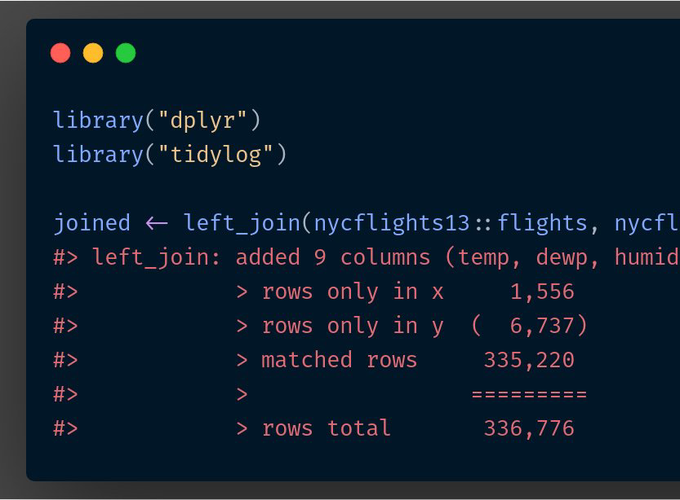 library("dplyr")
library("tidylog")
joined <- left_join(nycflights13::flights, nycfl
#> left_join: added 9 columns (temp, dewp, humid
#>            > rows only in x     1,556
#>            > rows only in y  (  6,737)
#>            > matched rows     335,220
#>            >                 =========
#>            > rows total       336,776